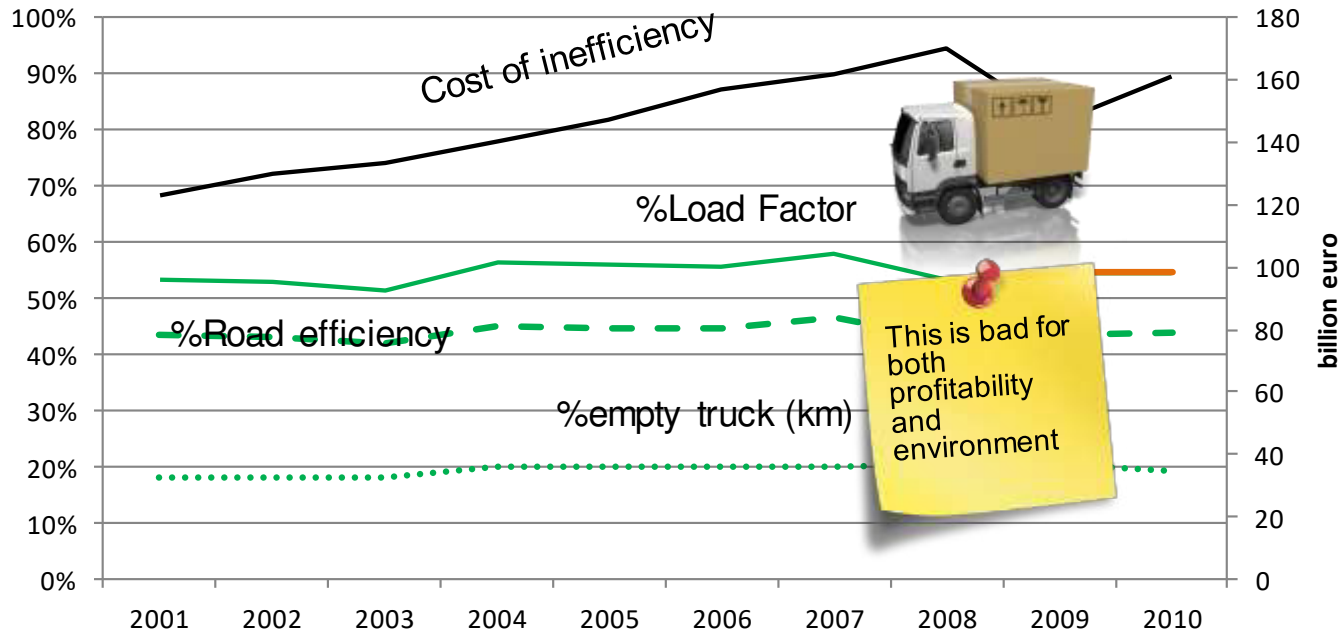 100%
90%
80%
70%
60%
50%
40%
30%
20%
10%
0%
180
160
140
120
100
80
60
40
20
0
billion euro
Cost of inefficiency
%Load Factor
%Road efficiency
%empty truck (km)
This is bad for
both
profitability
and
environment
2001 2002 2003 2004 2005 2006 2007 2008 2009 2010